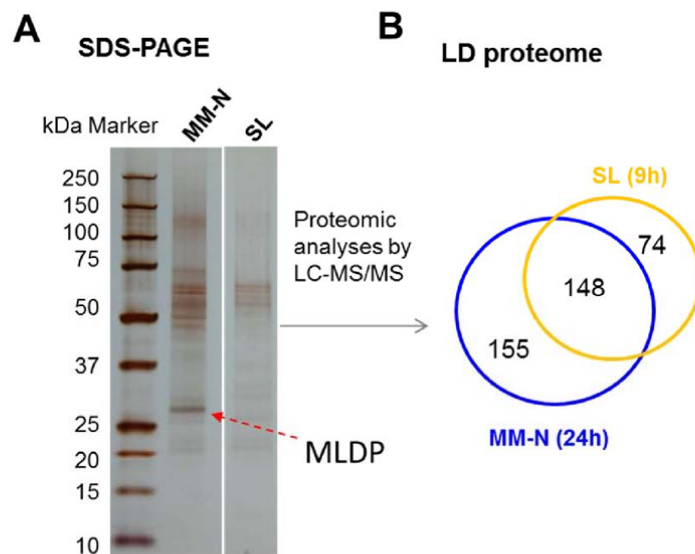 A
SDS-PAGE
kDa Marker
MM-N
SL
250
150
100
75
50
37
25
20
15
10
MLDP
Proteomic
analyses by
LC-MS/MS
B
LD proteome
SL (9h)
74
148
155
MM-N (24h)